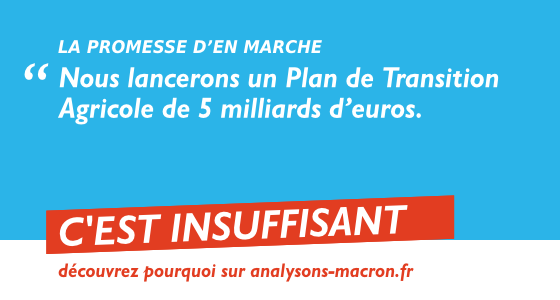 LA PROMESSE D’EN MARCHE
“ Nous lancerons un Plan de Transition
Agricole de 5 milliards d’euros.
C'EST INSUFFISANT
découvrez pourquoi sur analysons-macron.fr